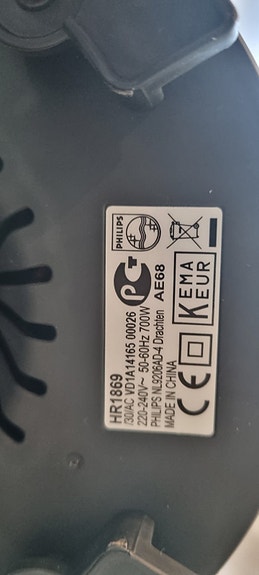 HR1869
/30/AC VD1A14165 00026
220-240V~ 50-60Hz 700W
PHILIPS NL9206AD-4 Drachten
MADE IN CHINA
PHILIPS
AE68
KEMA
KEUR
CE